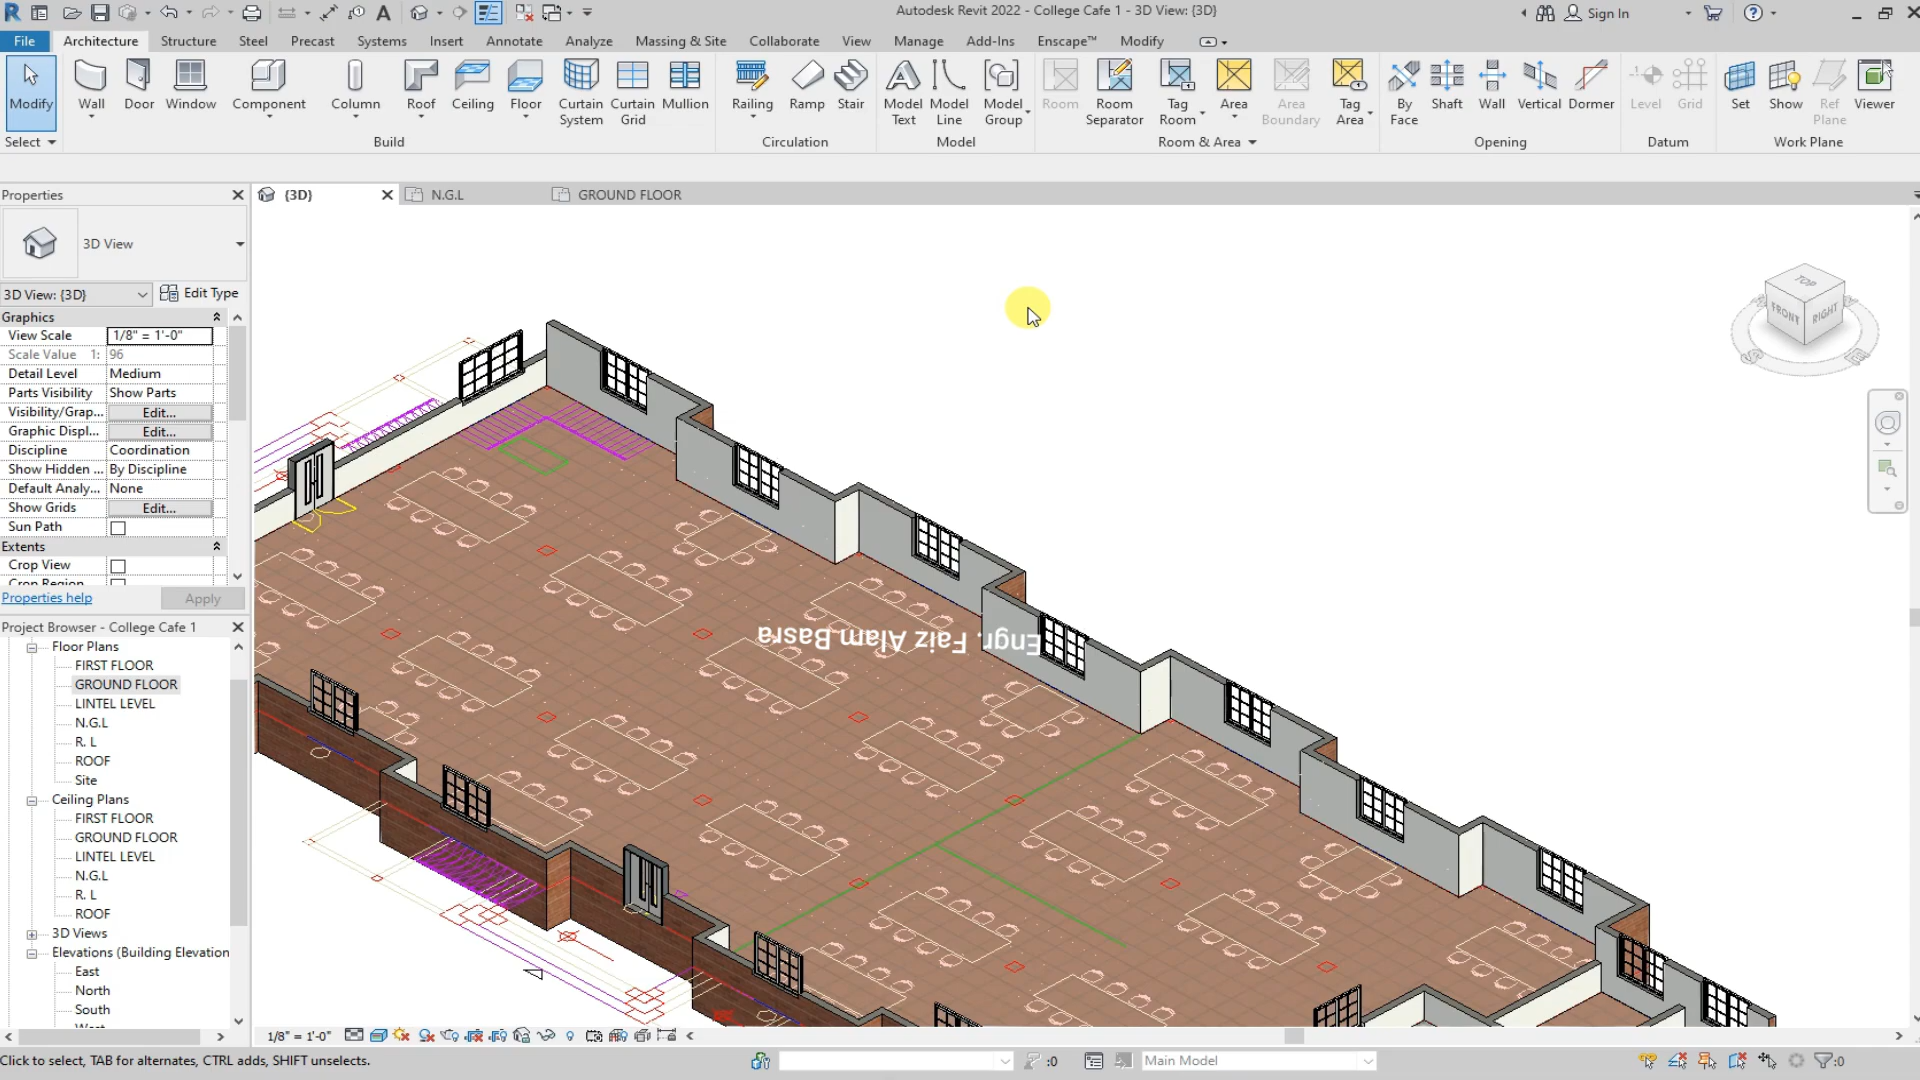 Autodesk Revit 2022 - College Cafe 1 - 3D View: {3D}
Sign In
File Architecture Structure Steel Precast Systems Insert Annotate Analyze Massing & Site Collaborate View Manage Add-Ins Enscape™ Modify
Modify Wall Door Window Component Column Roof Ceiling Floor Curtain System Curtain Grid Mullion Railing Ramp Stair Model Text Model Line Model Group Room Room Separator Tag Room Area Area Boundary Tag Area By Face Shaft Wall Vertical Dormer Level Grid Set Show Ref Plane Viewer
Select Build Circulation Model Room & Area Opening Datum Work Plane
Properties
{3D} N.G.L GROUND FLOOR
3D View
3D View: {3D} Edit Type
Graphics
View Scale 1/8" = 1'-0"
Scale Value 1: 96
Detail Level Medium
Parts Visibility Show Parts
Visibility/Grap... Edit...
Graphic Displ... Edit...
Discipline Coordination
Show Hidden ... By Discipline
Default Analy... None
Show Grids Edit...
Sun Path
Extents
Crop View
Crop Region
Properties help Apply
Project Browser - College Cafe 1
Floor Plans
FIRST FLOOR
GROUND FLOOR
LINTEL LEVEL
N.G.L
R. L
ROOF
Site
Ceiling Plans
FIRST FLOOR
GROUND FLOOR
LINTEL LEVEL
N.G.L
R. L
ROOF
3D Views
Elevations (Building Elevation
East
North
South
West
TOP
FRONT RIGHT
S E
Engr. Faiz Alam Basra
1/8" = 1'-0"
Click to select, TAB for alternates, CTRL adds, SHIFT unselects.
:0
Main Model
:0